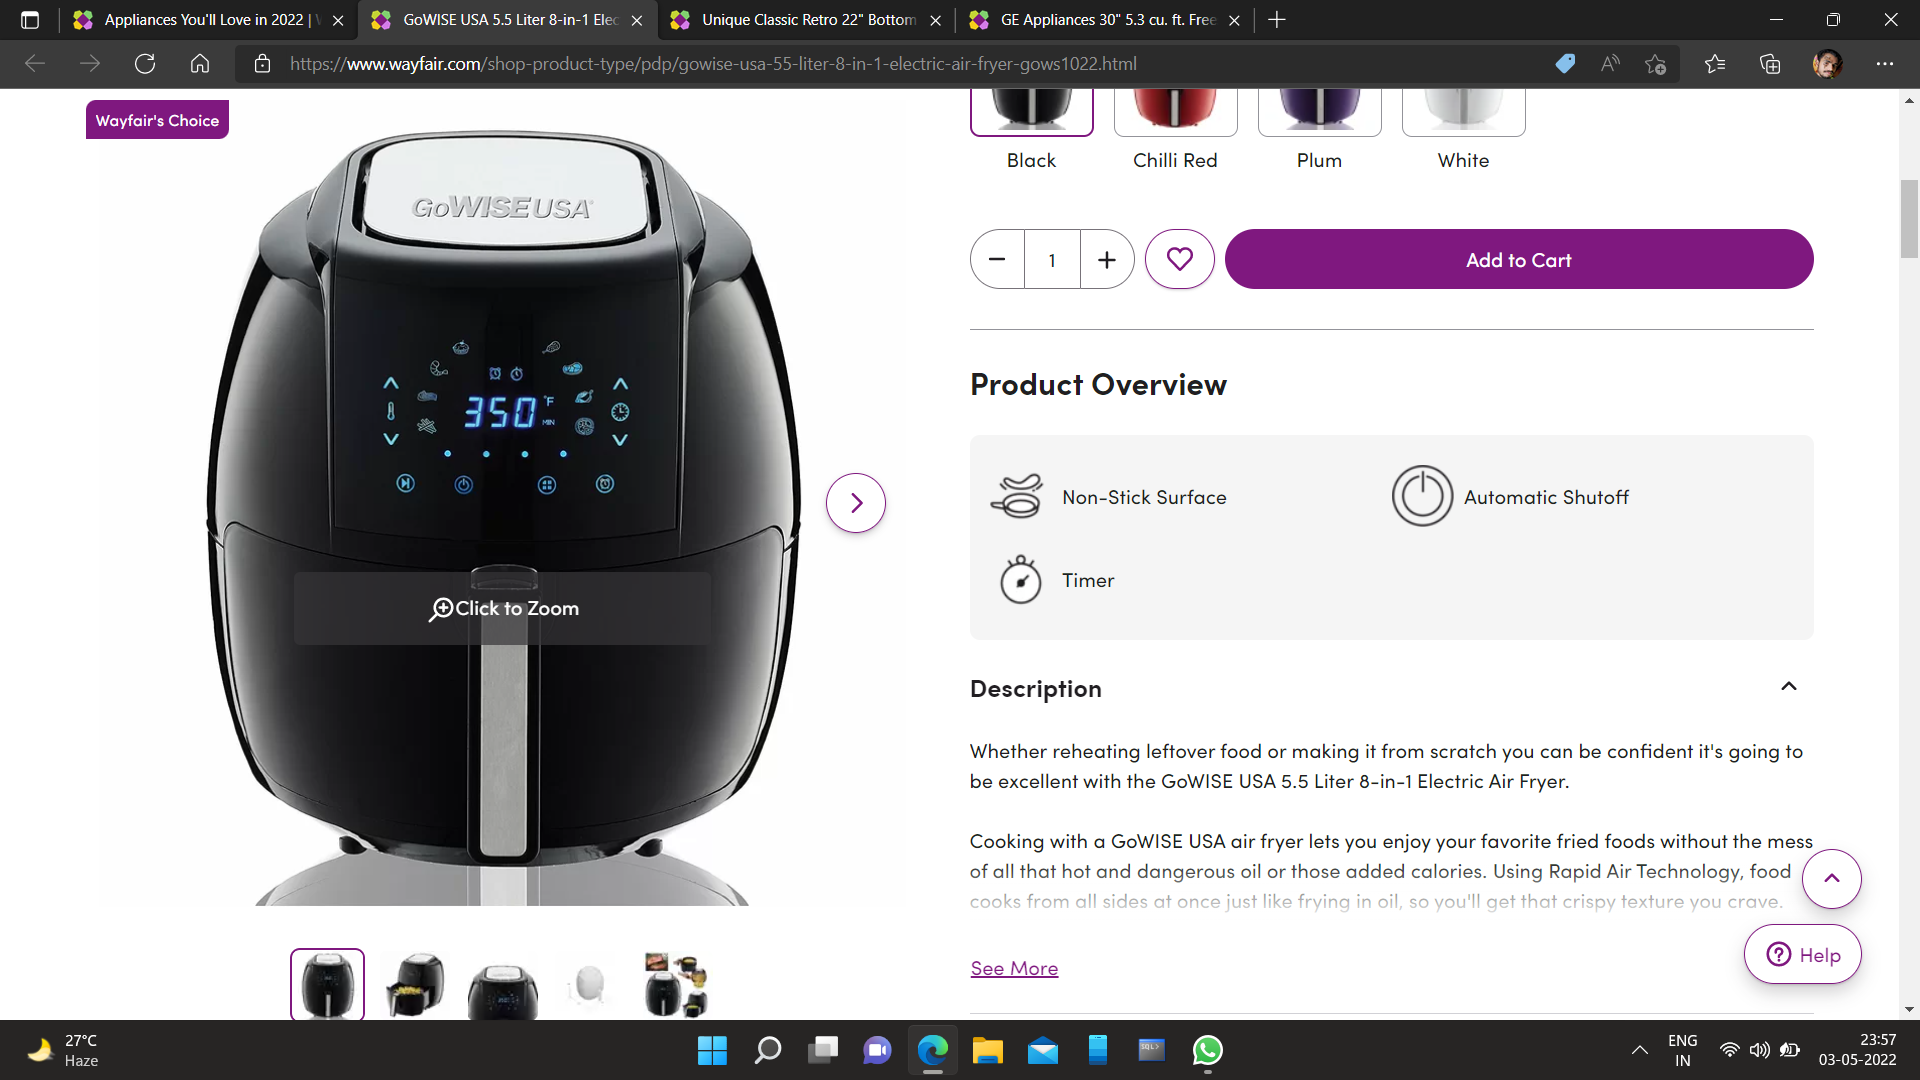 Appliances You'll Love in 2022 |
GoWISE USA 5.5 Liter 8-in-1 Elec
Unique Classic Retro 22" Bottom
GE Appliances 30" 5.3 cu. ft. Free
https://www.wayfair.com/shop-product-type/pdp/gowise-usa-55-liter-8-in-1-electric-air-fryer-gows1022.html
Wayfair's Choice
GoWISE USA
350 °F
MIN
Click to Zoom
Black
Chilli Red
Plum
White
1
Add to Cart
Product Overview
Non-Stick Surface
Automatic Shutoff
Timer
Description
Whether reheating leftover food or making it from scratch you can be confident it's going to
be excellent with the GoWISE USA 5.5 Liter 8-in-1 Electric Air Fryer.
Cooking with a GoWISE USA air fryer lets you enjoy your favorite fried foods without the mess
of all that hot and dangerous oil or those added calories. Using Rapid Air Technology, food
cooks from all sides at once just like frying in oil, so you'll get that crispy texture you crave.
See More
Help
27°C
Haze
SQL>
ENG
IN
23:57
03-05-2022